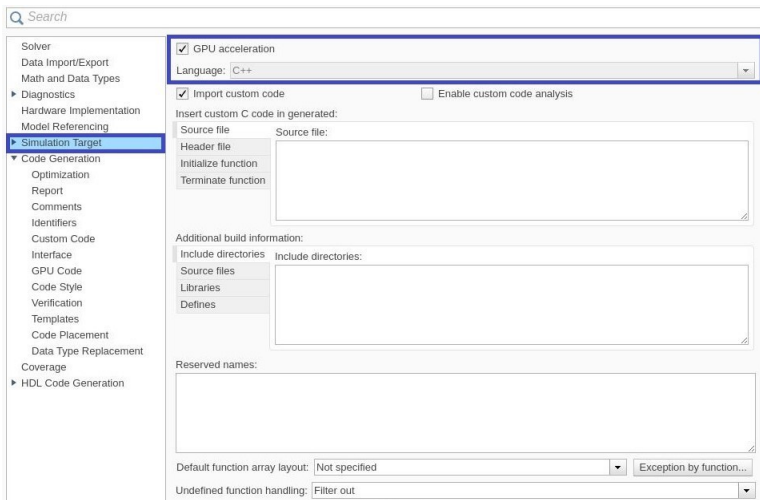 Search
Solver
Data Import/Export
Math and Data Types
Diagnostics
Hardware Implementation
Model Referencing
Simulation Target
Code Generation
Optimization
Report
Comments
Identifiers
Custom Code
Interface
GPU Code
Code Style
Verification
Templates
Code Placement
Data Type Replacement
Coverage
HDL Code Generation
GPU acceleration
Language: C++
Import custom code Enable custom code analysis
Insert custom C code in generated:
Source file
Header file
Initialize function
Terminate function
Source file:
Additional build information:
Include directories
Source files
Libraries
Defines
Include directories:
Reserved names:
Default function array layout: Not specified Exception by function...
Undefined function handling: Filter out